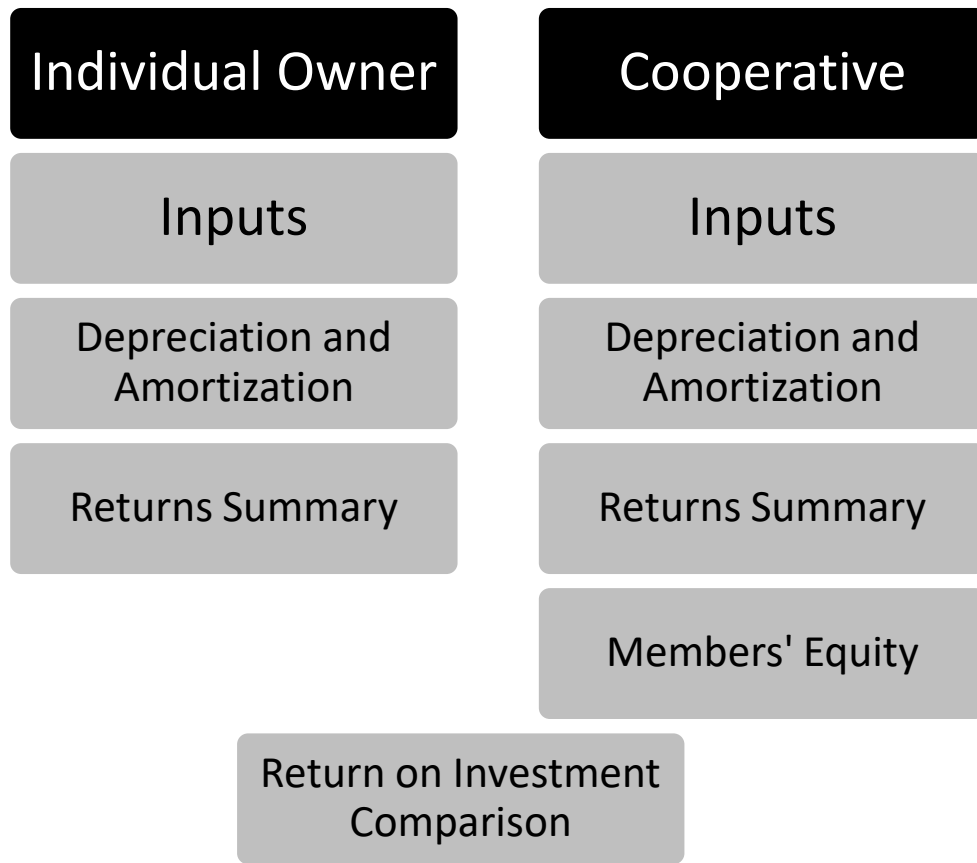 Individual Owner
Inputs
Depreciation and
Amortization
Returns Summary
Cooperative
Inputs
Depreciation and
Amortization
Returns Summary
Members' Equity
Return on Investment
Comparison